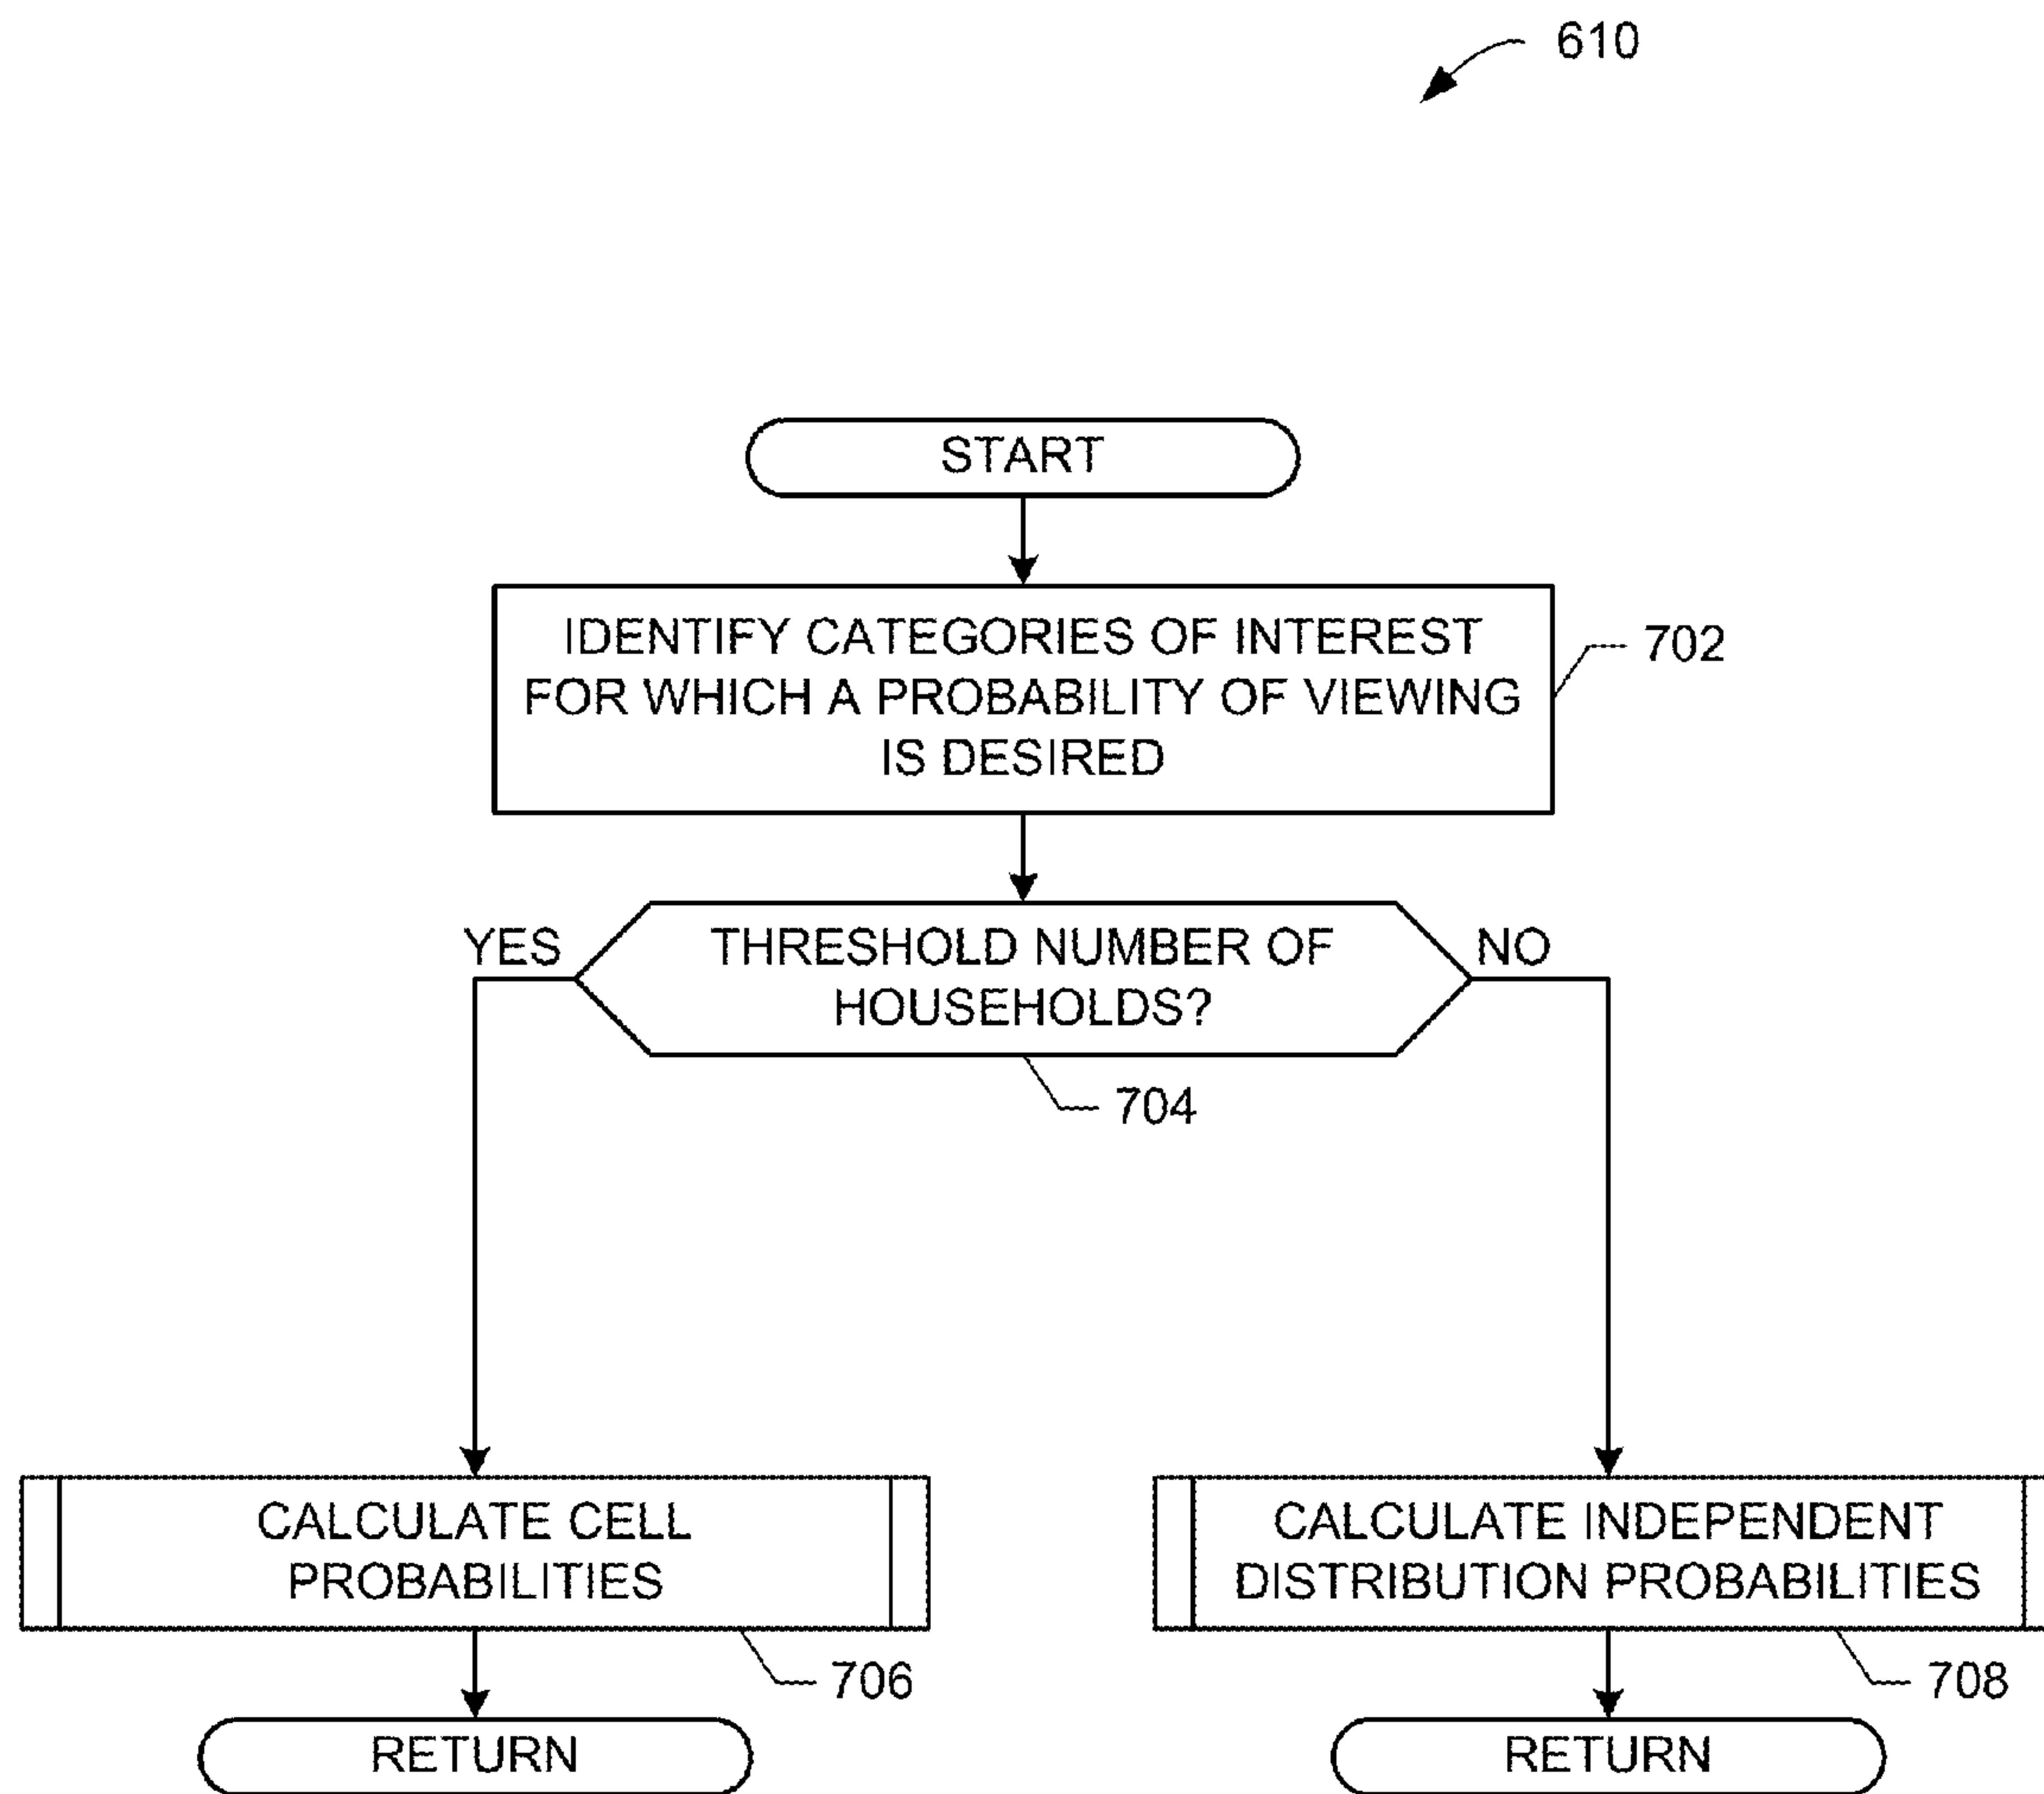 610
START
IDENTIFY CATEGORIES OF INTEREST
FOR WHICH A PROBABILITY OF VIEWING
IS DESIRED
702
YES
THRESHOLD NUMBER OF
HOUSEHOLDS?
NO
704
CALCULATE CELL
PROBABILITIES
706
CALCULATE INDEPENDENT
DISTRIBUTION PROBABILITIES
708
RETURN
RETURN